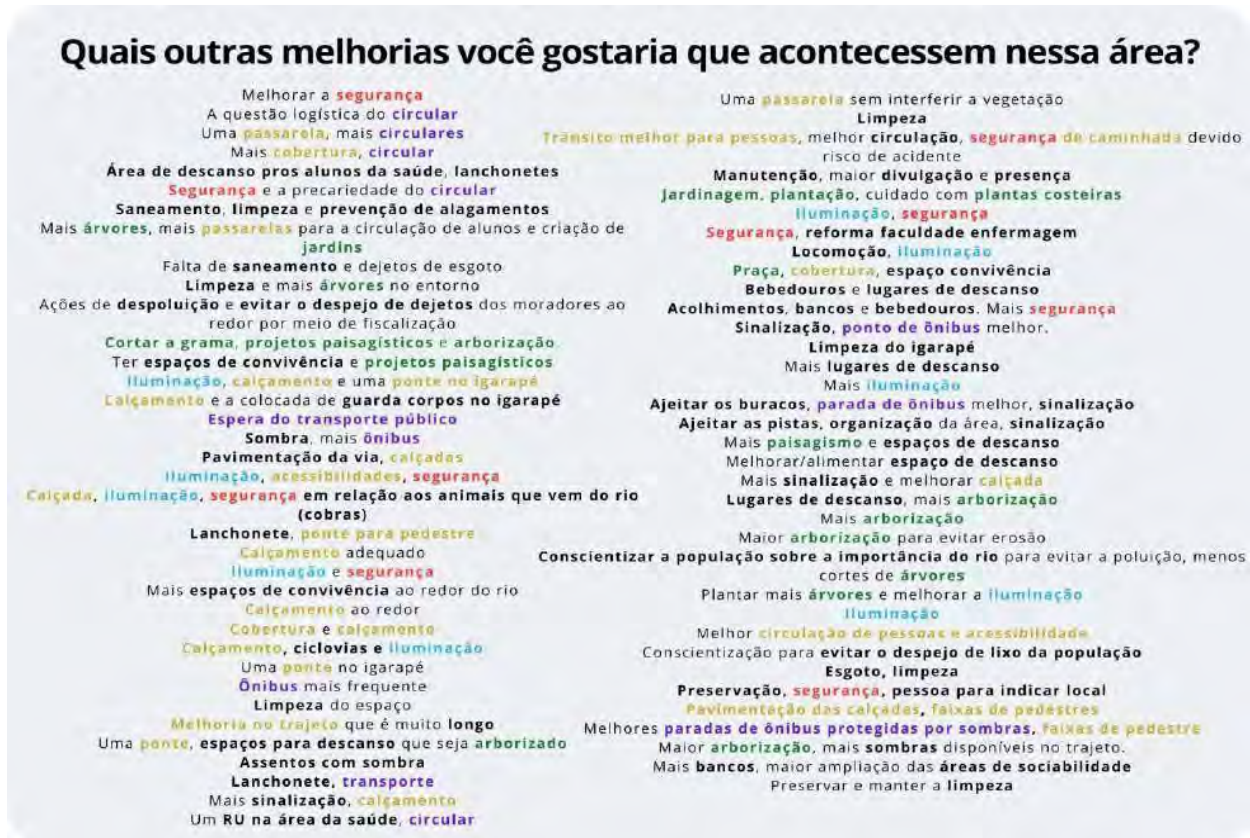 Quais outras melhorias você gostaria que acontecessem nessa área?
Melhorar a segurança
A questão logística do circular
Uma passarela, mais circulares
Mais cobertura, circular
Área de descanso pros alunos da saúde, lanchonetes
Segurança e a precariedade do circular
Saneamento, limpeza e prevenção de alagamentos
Mais árvores, mais passarelas para a circulação de alunos e criação de
jardins
Falta de saneamento e dejetos de esgoto
Limpeza e mais árvores no entorno
Ações de despoluição e evitar o despejo de dejetos dos moradores ao
redor por meio de fiscalização
Cortar a grama, projetos paisagísticos e arborização
Ter espaços de convivência e projetos paisagísticos
Iluminação, calçamento e uma ponte no igarapé
Calçamento e a colocada de guarda corpos no igarapé
Espera do transporte público
Sombra, mais ônibus
Pavimentação da via, calçadas
Iluminação, acessibilidades, segurança
Calçada, iluminação, segurança em relação aos animais que vem do rio
(cobras)
Lanchonete, ponte para pedestre
Calçamento adequado
Iluminação e segurança
Mais espaços de convivência ao redor do rio
Calçamento ao redor
Cobertura e calçamento
Calçamento, ciclovias e iluminação
Uma ponte no igarapé
Ônibus mais frequente
Limpeza do espaço
Melhoria no trajeto que é muito longo
Uma ponte, espaços para descanso que seja arborizado
Assentos com sombra
Lanchonete, transporte
Mais sinalização, calçamento
Um RU na área da saúde, circular
Uma passarela sem interferir a vegetação
Limpeza
Trânsito melhor para pessoas, melhor circulação, segurança de caminhada devido
risco de acidente
Manutenção, maior divulgação e presença
Jardinagem, plantação, cuidado com plantas costeiras
Iluminação, segurança
Segurança, reforma faculdade enfermagem
Locomoção, iluminação
Praça, cobertura, espaço convivência
Bebedouros e lugares de descanso
Acolhimentos, bancos e bebedouros. Mais segurança
Sinalização, ponto de ônibus melhor.
Limpeza do igarapé
Mais lugares de descanso
Mais iluminação
Ajeitar os buracos, parada de ônibus melhor, sinalização
Ajeitar as pistas, organização da área, sinalização
Mais paisagismo e espaços de descanso
Melhorar/alimentar espaço de descanso
Mais sinalização e melhorar calçada
Lugares de descanso, mais arborização
Mais arborização
Maior arborização para evitar erosão
Conscientizar a população sobre a importância do rio para evitar a poluição, menos
cortes de árvores
Plantar mais árvores e melhorar a iluminação
Iluminação
Melhor circulação de pessoas e acessibilidade
Conscientização para evitar o despejo de lixo da população
Esgoto, limpeza
Preservação, segurança, pessoa para indicar local
Pavimentação das calçadas, faixas de pedestres
Melhores paradas de ônibus protegidas por sombras, faixas de pedestre
Maior arborização, mais sombras disponíveis no trajeto.
Mais bancos, maior ampliação das áreas de sociabilidade
Preservar e manter a limpeza